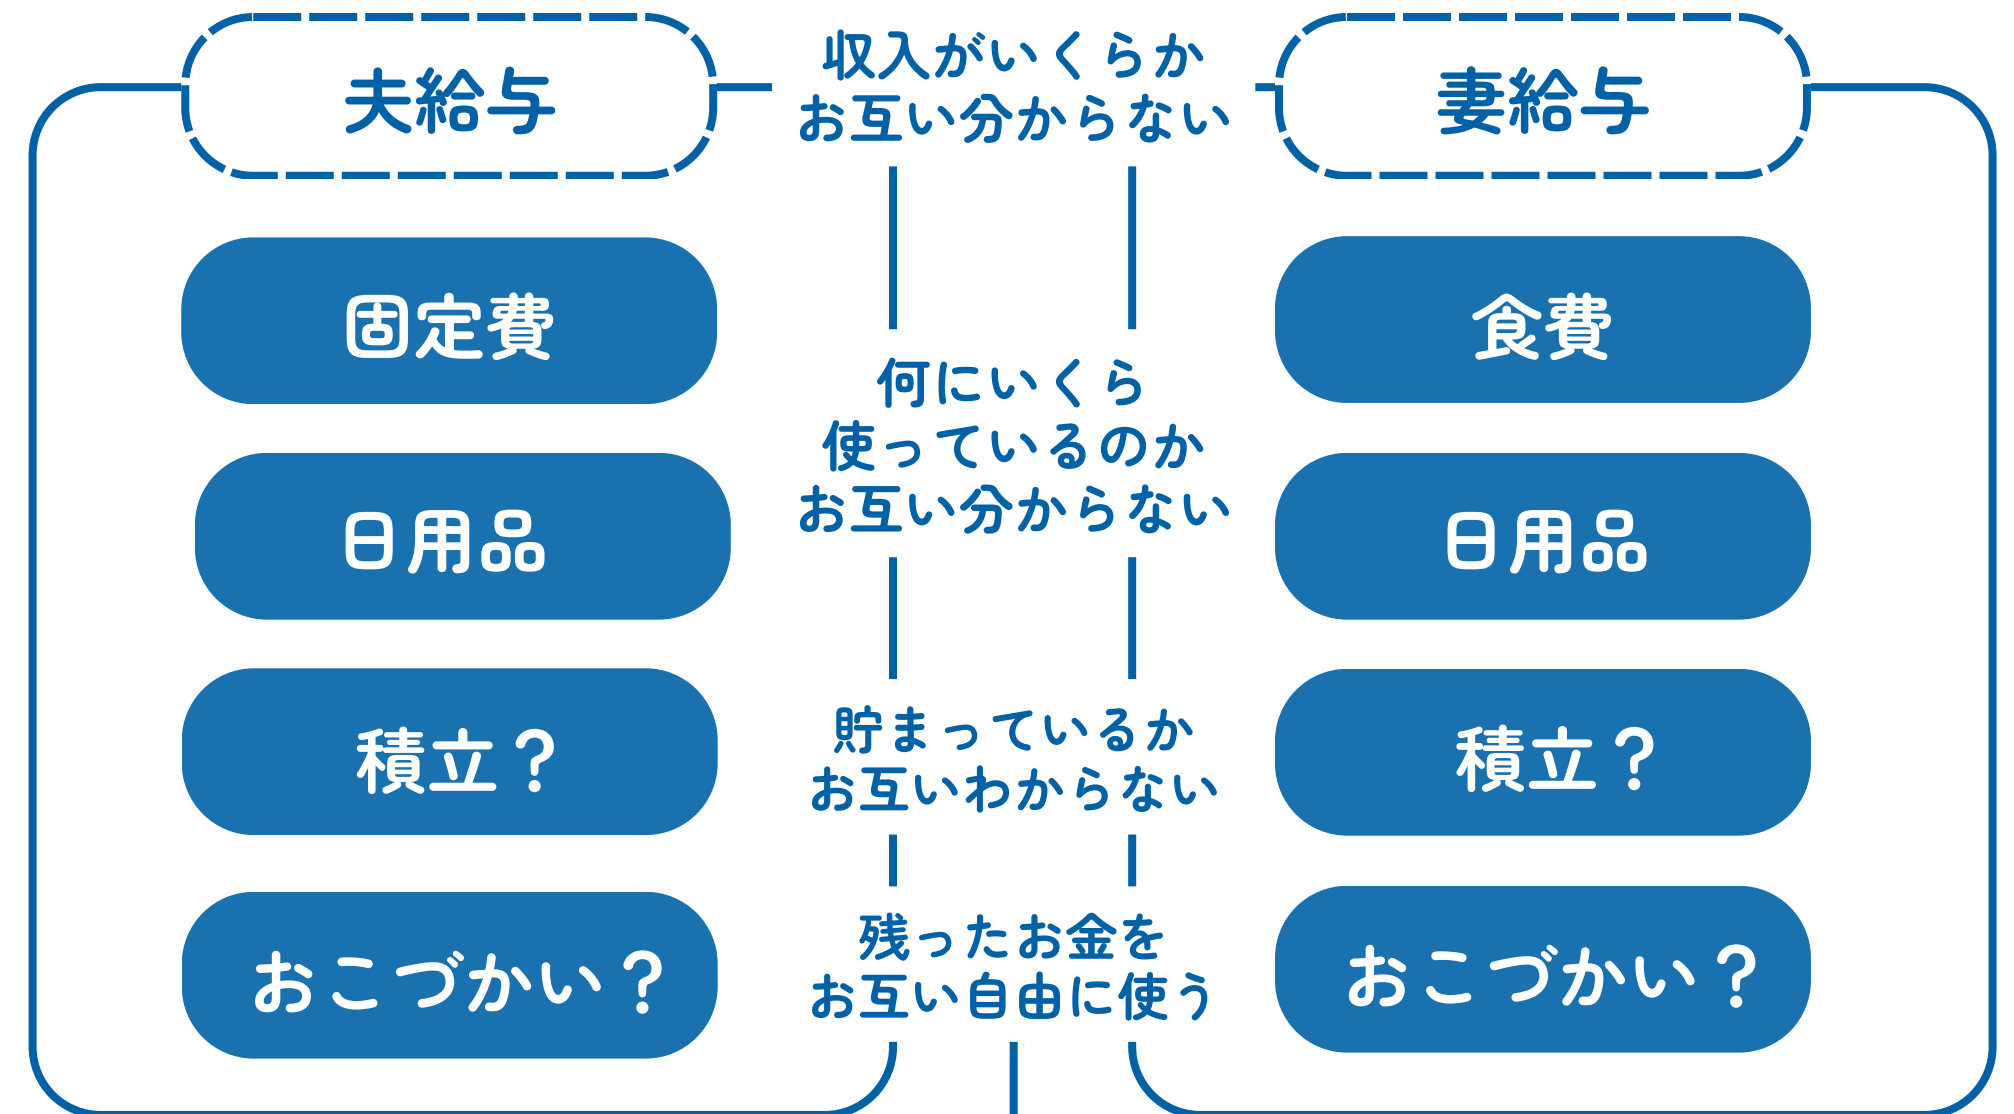 夫給与
固定費
日用品
積立？
おこづかい？
収入がいくらか
お互い分からない
何にいくら
使っているのか
お互い分からない
貯まっているか
お互いわからない
残ったお金を
お互い自由に使う
妻給与
食費
日用品
積立？
おこづかい？